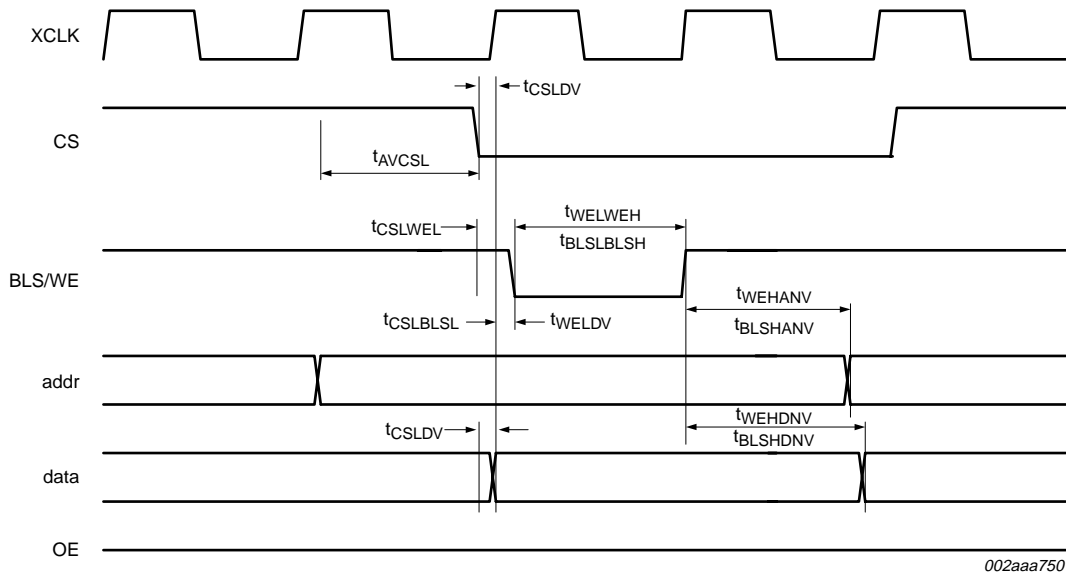 XCLK
tCSLDV
CS
tAVCSL
tCSLWEL
tWELWEH
tBLSLBLSH
BLS/WE
tWEHANV
tCSLBLSL
tWELDV
tBLSHANV
addr
tWEHDNV
tCSLDV
tBLSHDNV
data
OE
002aaa750